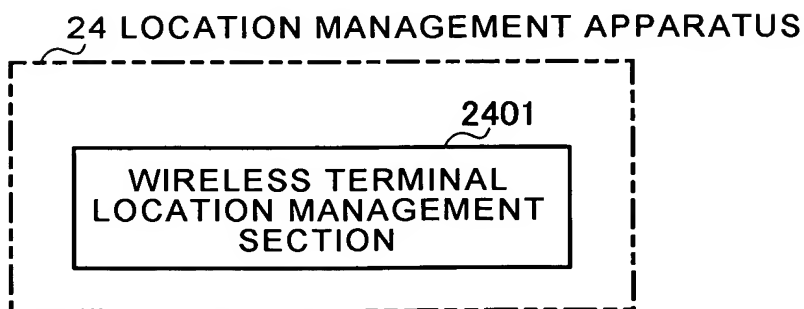 24 LOCATION MANAGEMENT APPARATUS
2401
WIRELESS TERMINAL
LOCATION MANAGEMENT
SECTION